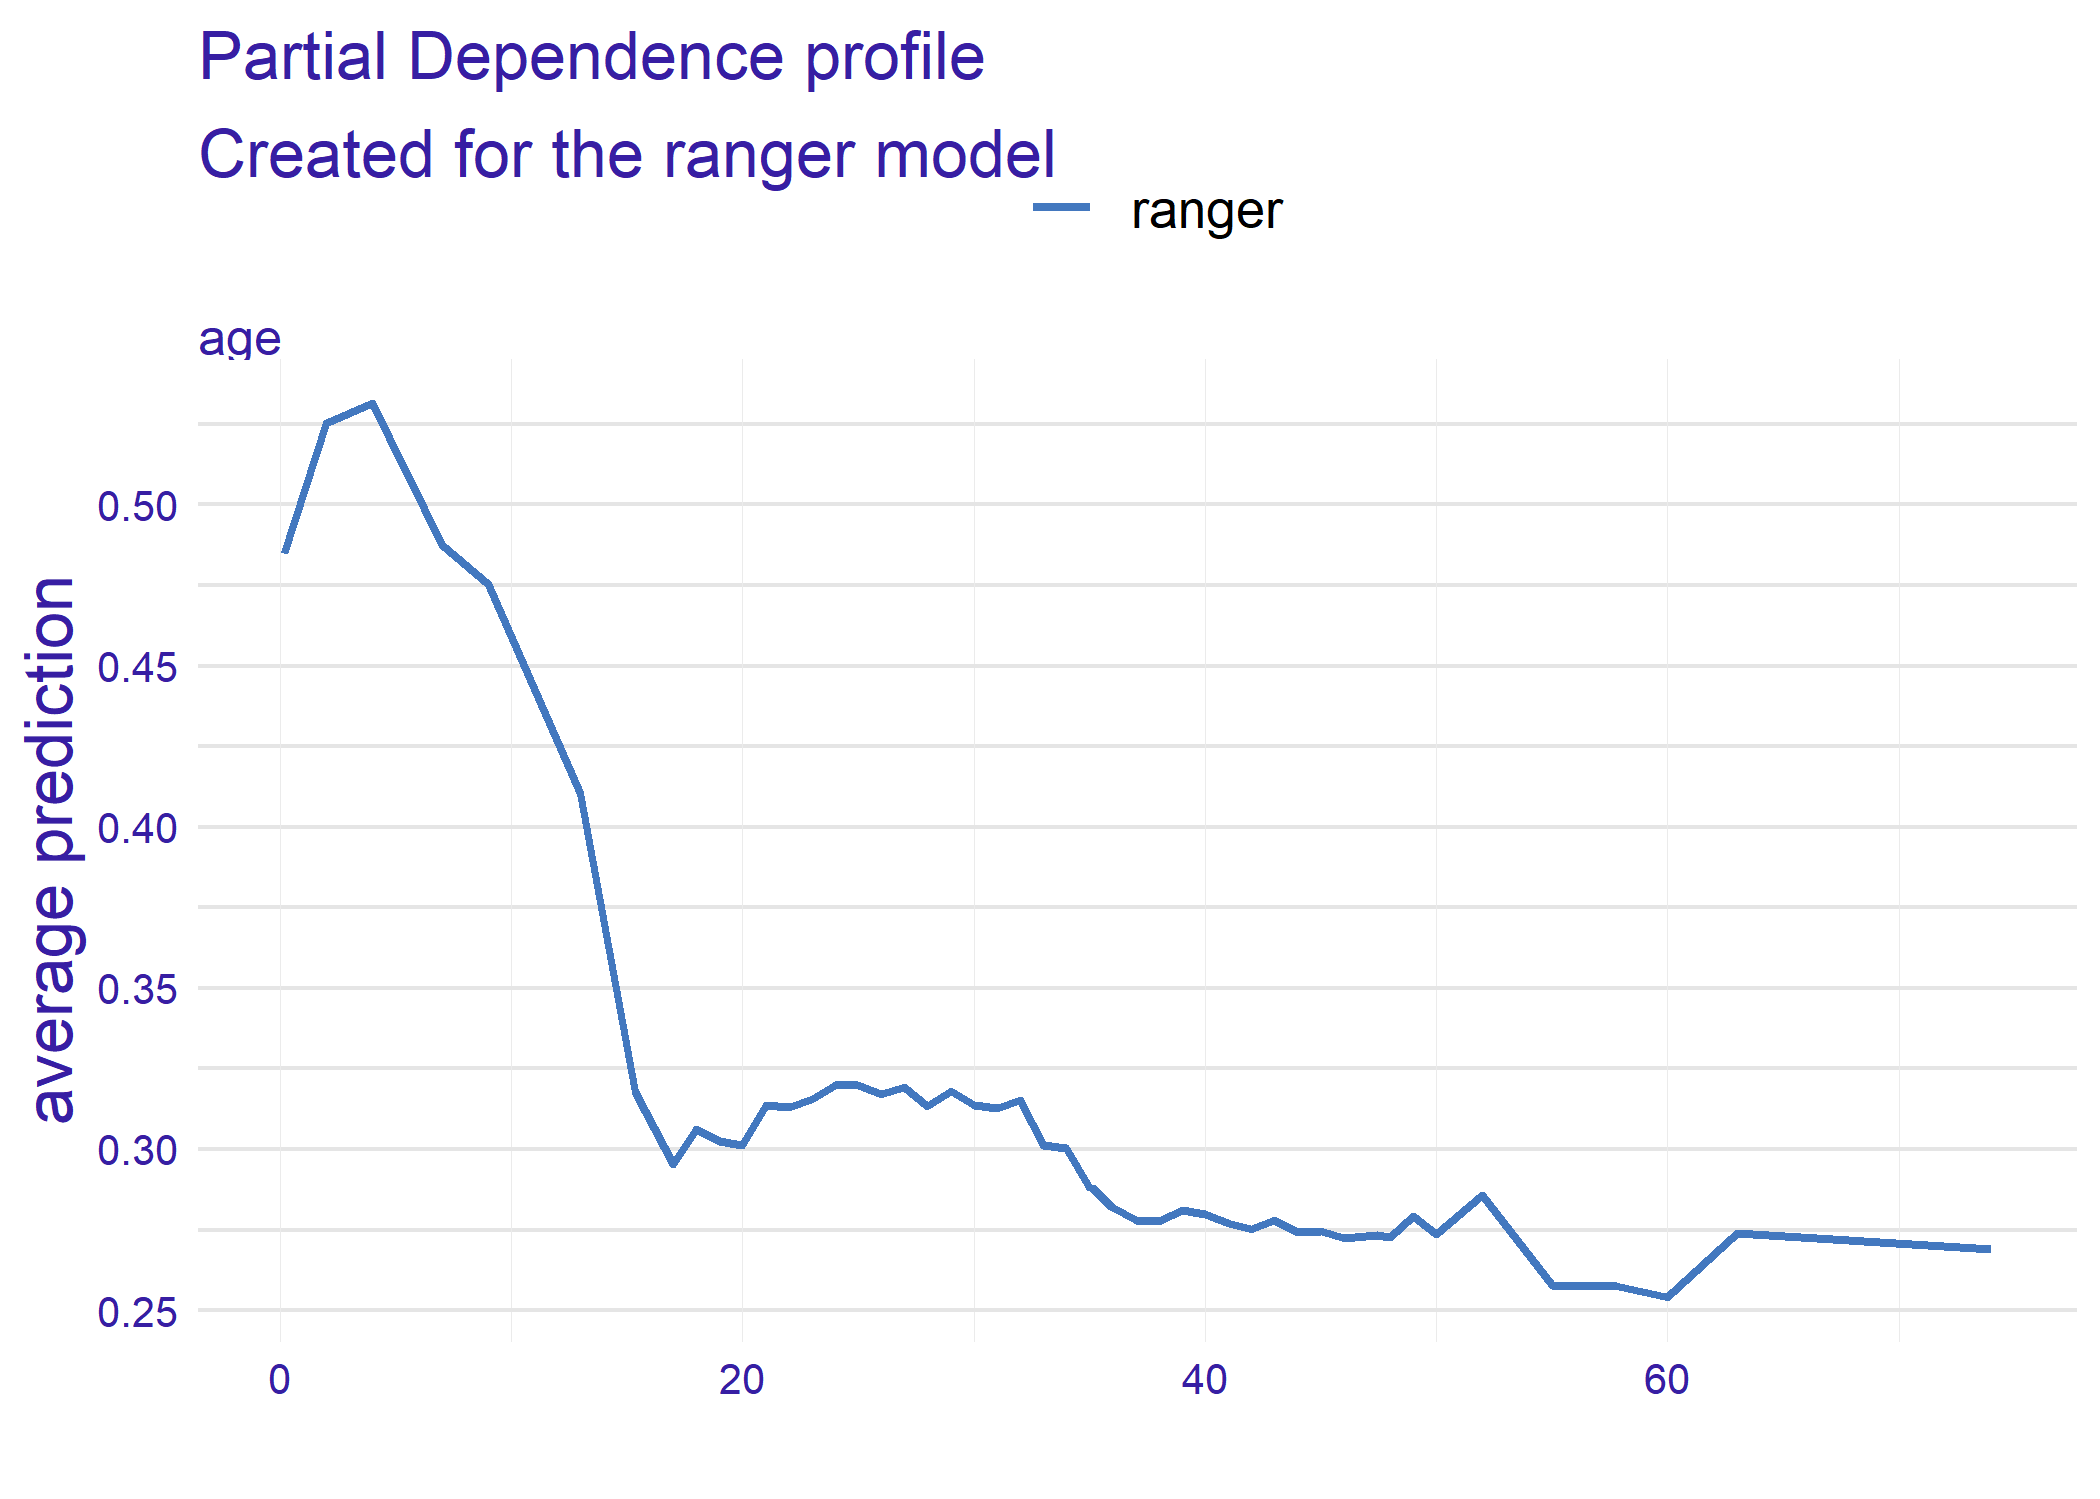 Partial Dependence profile
Created for the ranger model
ranger
age
average prediction
0.50
0.45
0.40
0.35
0.30
0.25
0
20
40
60